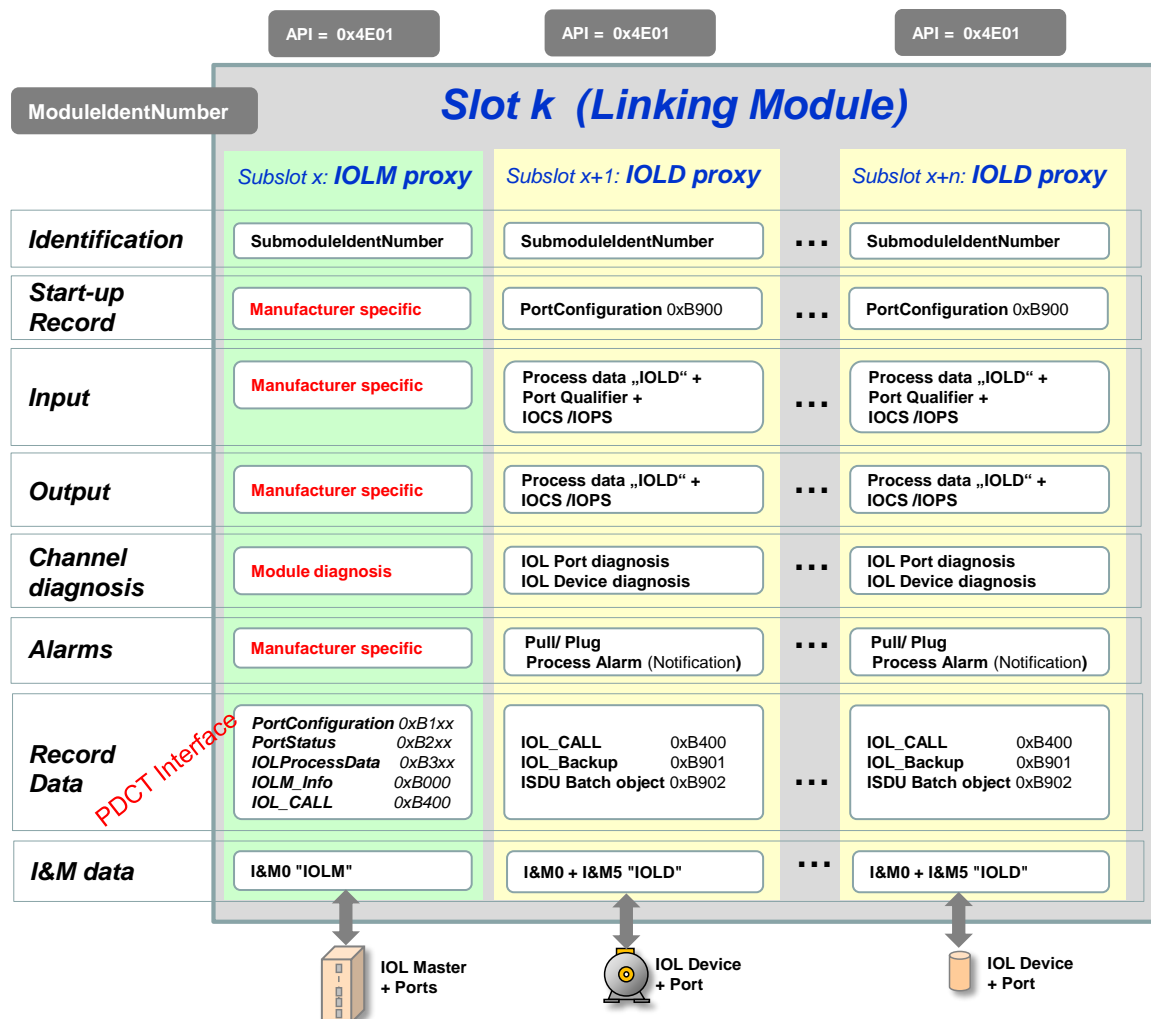 API = 0x4E01
API = 0x4E01
API = 0x4E01
ModuleIdentNumber
Slot k (Linking Module)
Subslot x: IOLM proxy
Subslot x+1: IOLD proxy
Subslot x+n: IOLD proxy
Identification
SubmoduleIdentNumber
SubmoduleIdentNumber
...
SubmoduleIdentNumber
Start-up
Record
Manufacturer specific
PortConfiguration 0xB900
...
PortConfiguration 0xB900
Input
Manufacturer specific
Process data „IOLD“ +
Port Qualifier +
IOCS /IOPS
...
Process data „IOLD“ +
Port Qualifier +
IOCS /IOPS
Output
Manufacturer specific
Process data „IOLD“ +
IOCS /IOPS
...
Process data „IOLD“ +
IOCS /IOPS
Channel
diagnosis
Module diagnosis
IOL Port diagnosis
IOL Device diagnosis
...
IOL Port diagnosis
IOL Device diagnosis
Alarms
Manufacturer specific
Pull/ Plug
Process Alarm (Notification)
...
Pull/ Plug
Process Alarm (Notification)
Record
Data
PDCT Interface
PortConfiguration 0xB1xx
PortStatus 0xB2xx
IOLProcessData 0xB3xx
IOLM_Info 0xB000
IOL_CALL 0xB400
IOL_CALL 0xB400
IOL_Backup 0xB901
ISDU Batch object 0xB902
...
IOL_CALL 0xB400
IOL_Backup 0xB901
ISDU Batch object 0xB902
I&M data
I&M0 "IOLM"
I&M0 + I&M5 "IOLD"
...
I&M0 + I&M5 "IOLD"
IOL Master
+ Ports
IOL Device
+ Port
IOL Device
+ Port